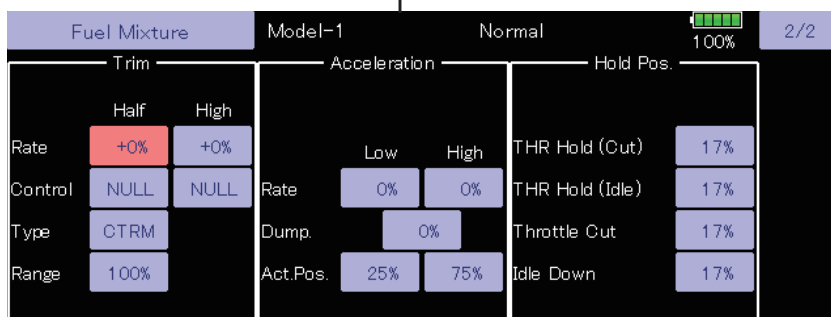 Fuel Mixture Model-1 Normal 100% 2/2
Trim Acceleration Hold Pos.
Half High
Rate +0% +0% Low High THR Hold (Cut) 17%
Control NULL NULL Rate 0% 0% THR Hold (Idle) 17%
Type CTRM Dump. 0% Throttle Cut 17%
Range 100% Act.Pos. 25% 75% Idle Down 17%